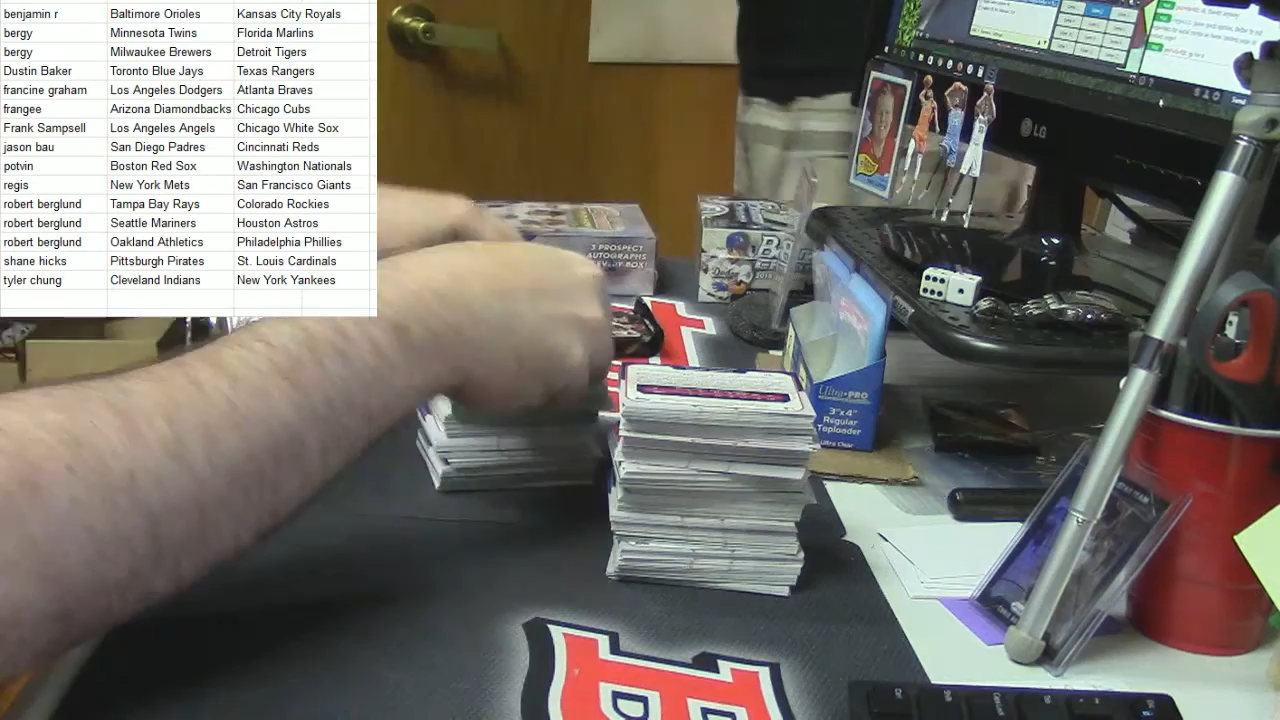 benjamin r Baltimore Orioles Kansas City Royals
bergy Minnesota Twins Florida Marlins
bergy Milwaukee Brewers Detroit Tigers
Dustin Baker Toronto Blue Jays Texas Rangers
francine graham Los Angeles Dodgers Atlanta Braves
frangee Arizona Diamondbacks Chicago Cubs
Frank Sampsell Los Angeles Angels Chicago White Sox
jason bau San Diego Padres Cincinnati Reds
potvin Boston Red Sox Washington Nationals
regis New York Mets San Francisco Giants
robert berglund Tampa Bay Rays Colorado Rockies
robert berglund Seattle Mariners Houston Astros
robert berglund Oakland Athletics Philadelphia Phillies
shane hicks Pittsburgh Pirates St. Louis Cardinals
tyler chung Cleveland Indians New York Yankees
LG
3 PROSPECT
AUTOGRAPHS
EVERY BOX!
Ultra PRO
3"x4"
Regular
Toploader
Ultra Clear